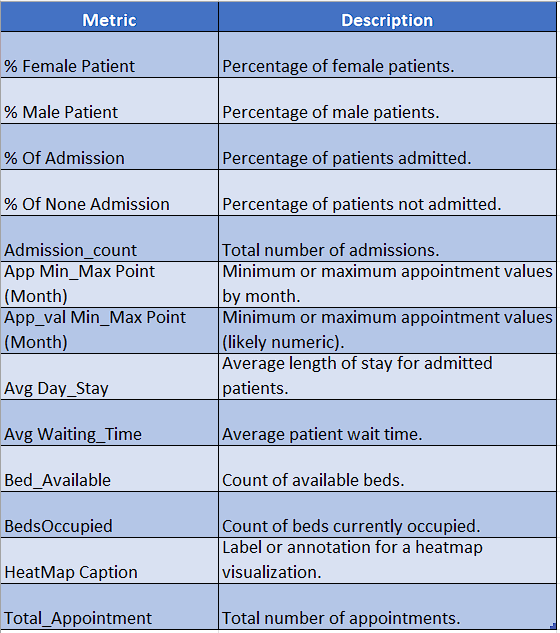 Metric Description
% Female Patient Percentage of female patients.
% Male Patient Percentage of male patients.
% Of Admission Percentage of patients admitted.
% Of None Admission Percentage of patients not admitted.
Admission_count Total number of admissions.
App Min_Max Point Minimum or maximum appointment values
(Month) by month.
App_val Min_Max Point Minimum or maximum appointment values
(Month) (likely numeric).
Average length of stay for admitted
Avg Day_Stay patients.
Avg Waiting_Time Average patient wait time.
Bed_Available Count of available beds.
BedsOccupied Count of beds currently occupied.
Label or annotation for a heatmap
HeatMap Caption visualization.
Total_Appointment Total number of appointments.